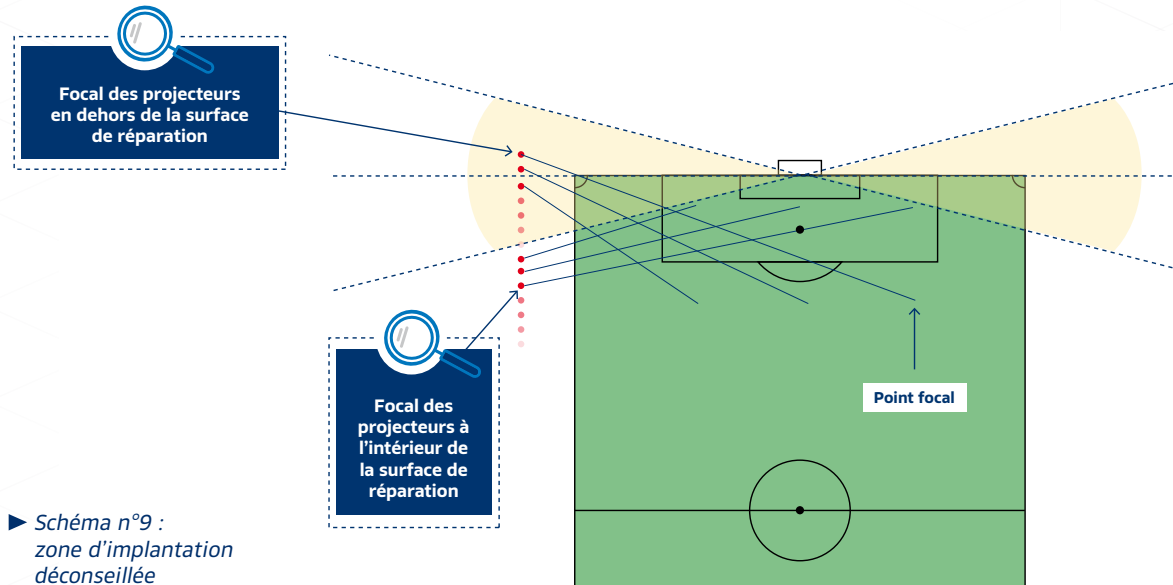 Focal des projecteurs
en dehors de la surface
de réparation
Focal des
projecteurs à
l'intérieur de
la surface de
réparation
Point focal
► Schéma n°9 :
zone d'implantation
déconseillée